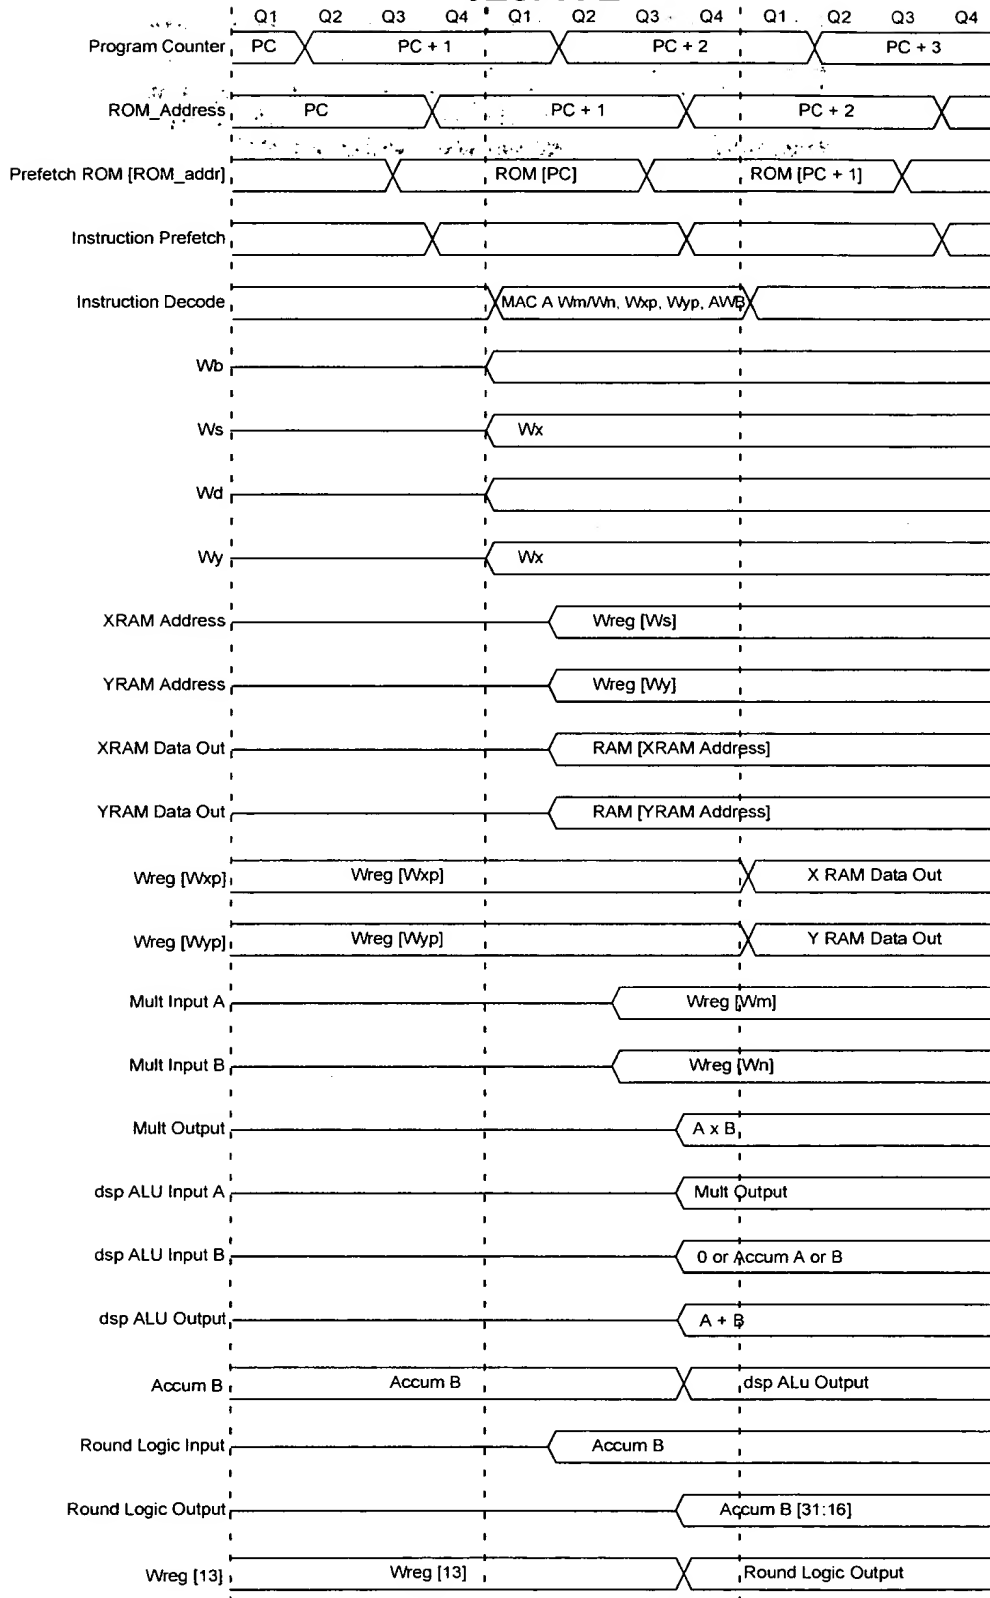 Q1 Q2 Q3 Q4 Q1 Q2 Q3 Q4 Q1 Q2 Q3 Q4
Program Counter PC PC + 1 PC + 2 PC + 3
ROM_Address PC PC + 1 PC + 2
Prefetch ROM [ROM_addr] ROM [PC] ROM [PC + 1]
Instruction Prefetch
Instruction Decode MAC A Wm/Wn, Wxp, Wyp, AWB
Wb
Ws Wx
Wd
Wy Wx
XRAM Address Wreg [Ws]
YRAM Address Wreg [Wy]
XRAM Data Out RAM [XRAM Address]
YRAM Data Out RAM [YRAM Address]
Wreg [Wxp] Wreg [Wxp] X RAM Data Out
Wreg [Wyp] Wreg [Wyp] Y RAM Data Out
Mult Input A Wreg [Wm]
Mult Input B Wreg [Wn]
Mult Output A x B
dsp ALU Input A Mult Output
dsp ALU Input B 0 or Accum A or B
dsp ALU Output A + B
Accum B Accum B dsp ALu Output
Round Logic Input Accum B
Round Logic Output Accum B [31:16]
Wreg [13] Wreg [13] Round Logic Output